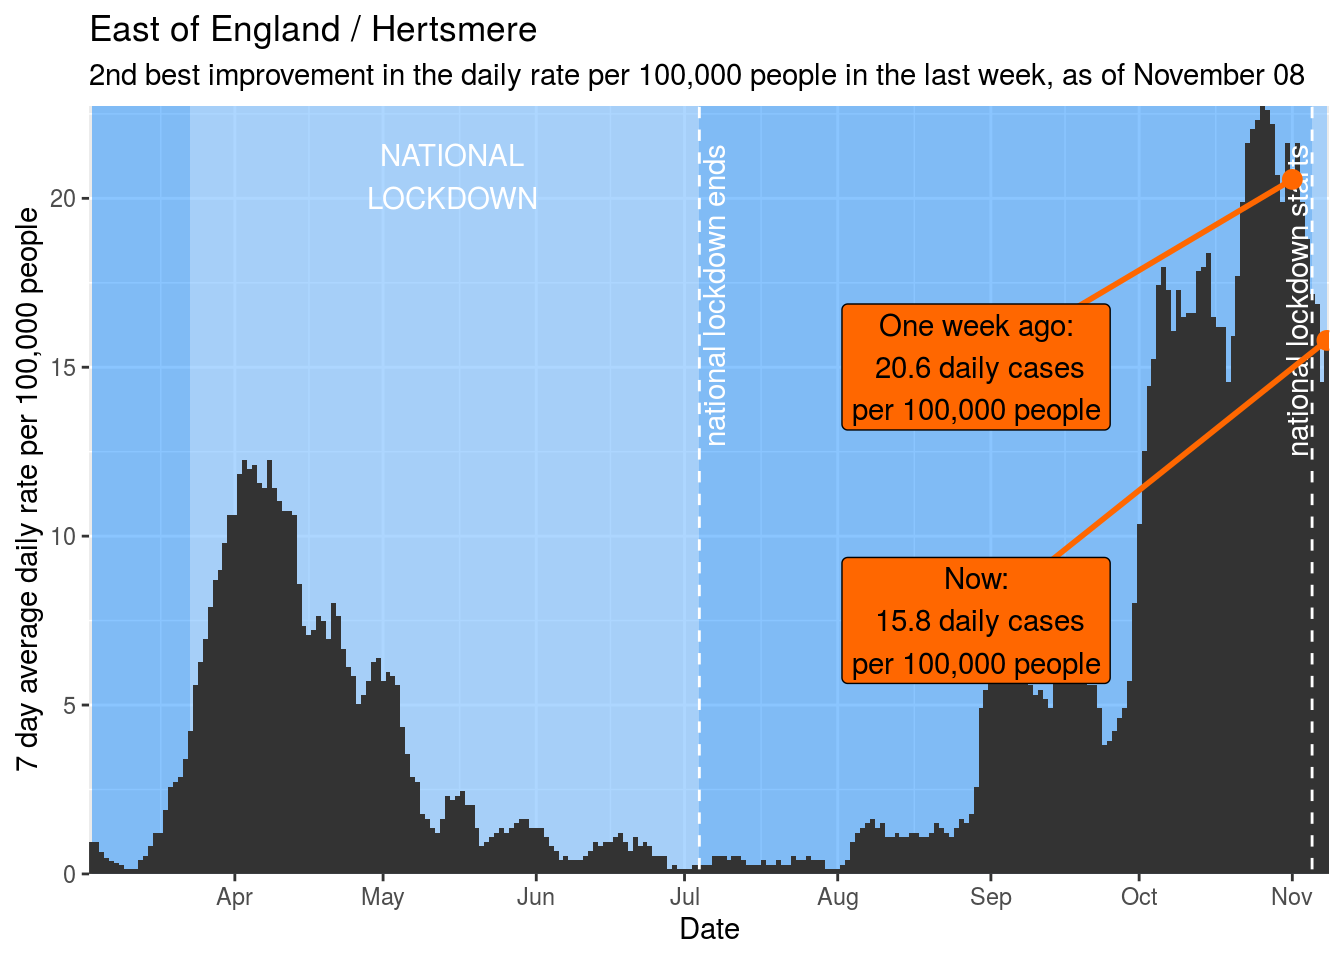 East of England / Hertsmere
2nd best improvement in the daily rate per 100,000 people in the last week, as of November 08
NATIONAL
LOCKDOWN
national lockdown ends
national lockdown starts
One week ago:
20.6 daily cases
per 100,000 people
Now:
15.8 daily cases
per 100,000 people
7 day average daily rate per 100,000 people
20
15
10
5
0
Apr May Jun Jul Aug Sep Oct Nov
Date